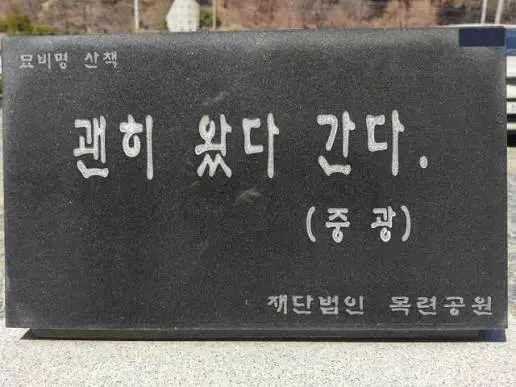 묘비명 산책
괜히 왔다 간다.
(중광)
재단법인 목련공원